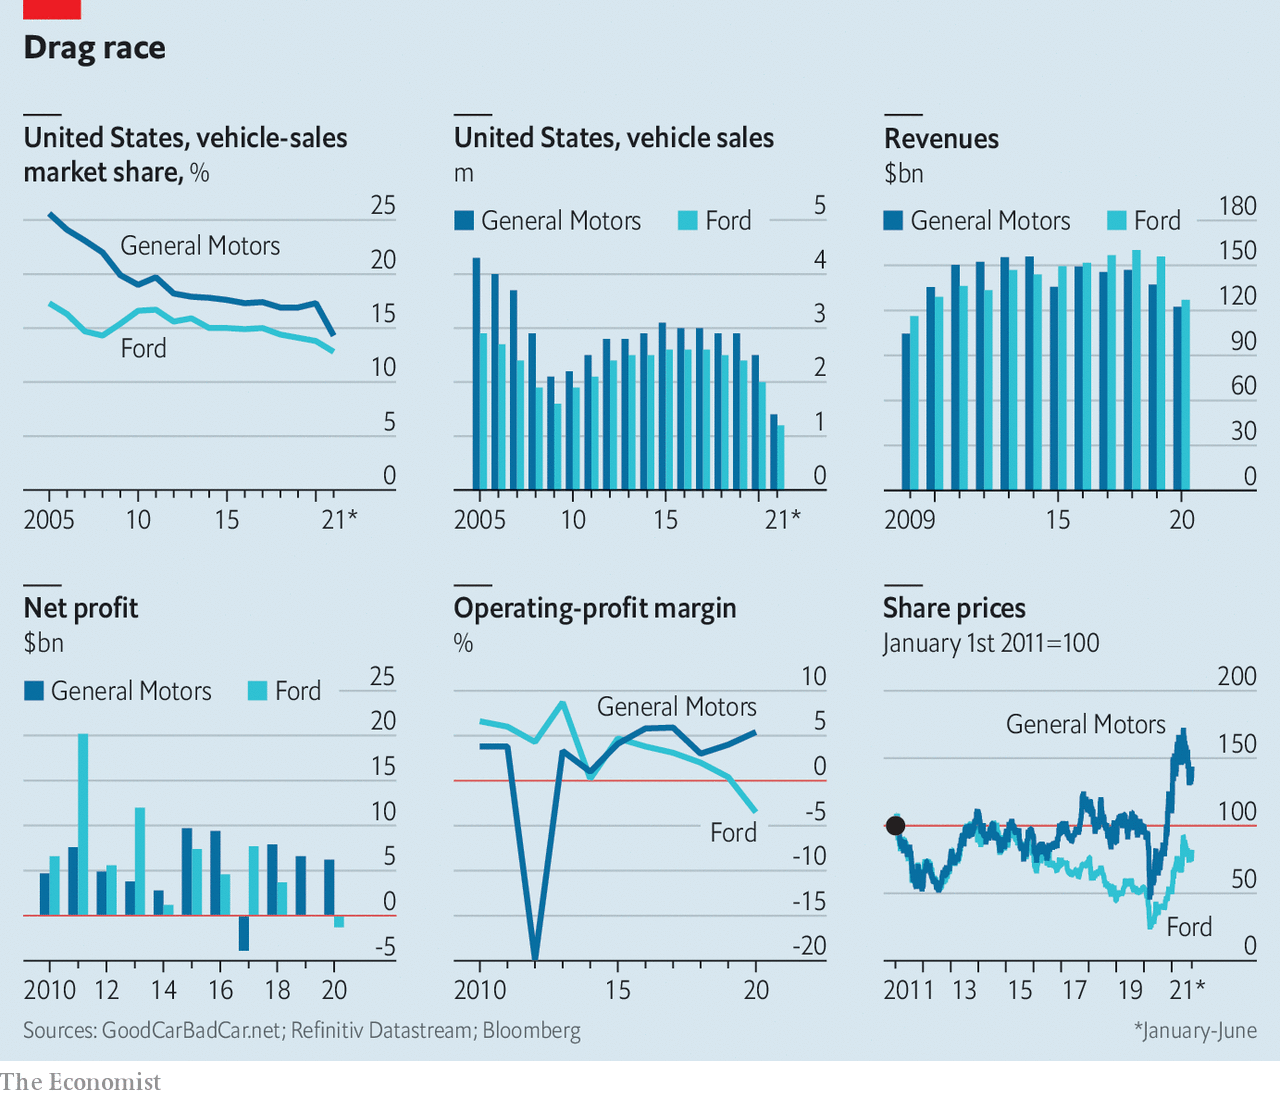 Drag race
United States, vehicle-sales
market share, %
25
20
15
10
5
0
General Motors
Ford
2005 10 15 21*
United States, vehicle sales
m
General Motors Ford
5
4
3
2
1
0
2005 10 15 21*
Revenues
$bn
General Motors Ford
180
150
120
90
60
30
0
2009 15 20
Net profit
$bn
General Motors Ford
25
20
15
10
5
0
-5
2010 12 14 16 18 20
Operating-profit margin
%
10
5
0
-5
-10
-15
-20
General Motors
Ford
2010 15 20
Share prices
January 1st 2011=100
200
150
100
50
0
General Motors
Ford
2011 13 15 17 19 21*
Sources: GoodCarBadCar.net; Refinitiv Datastream; Bloomberg
*January-June
The Economist